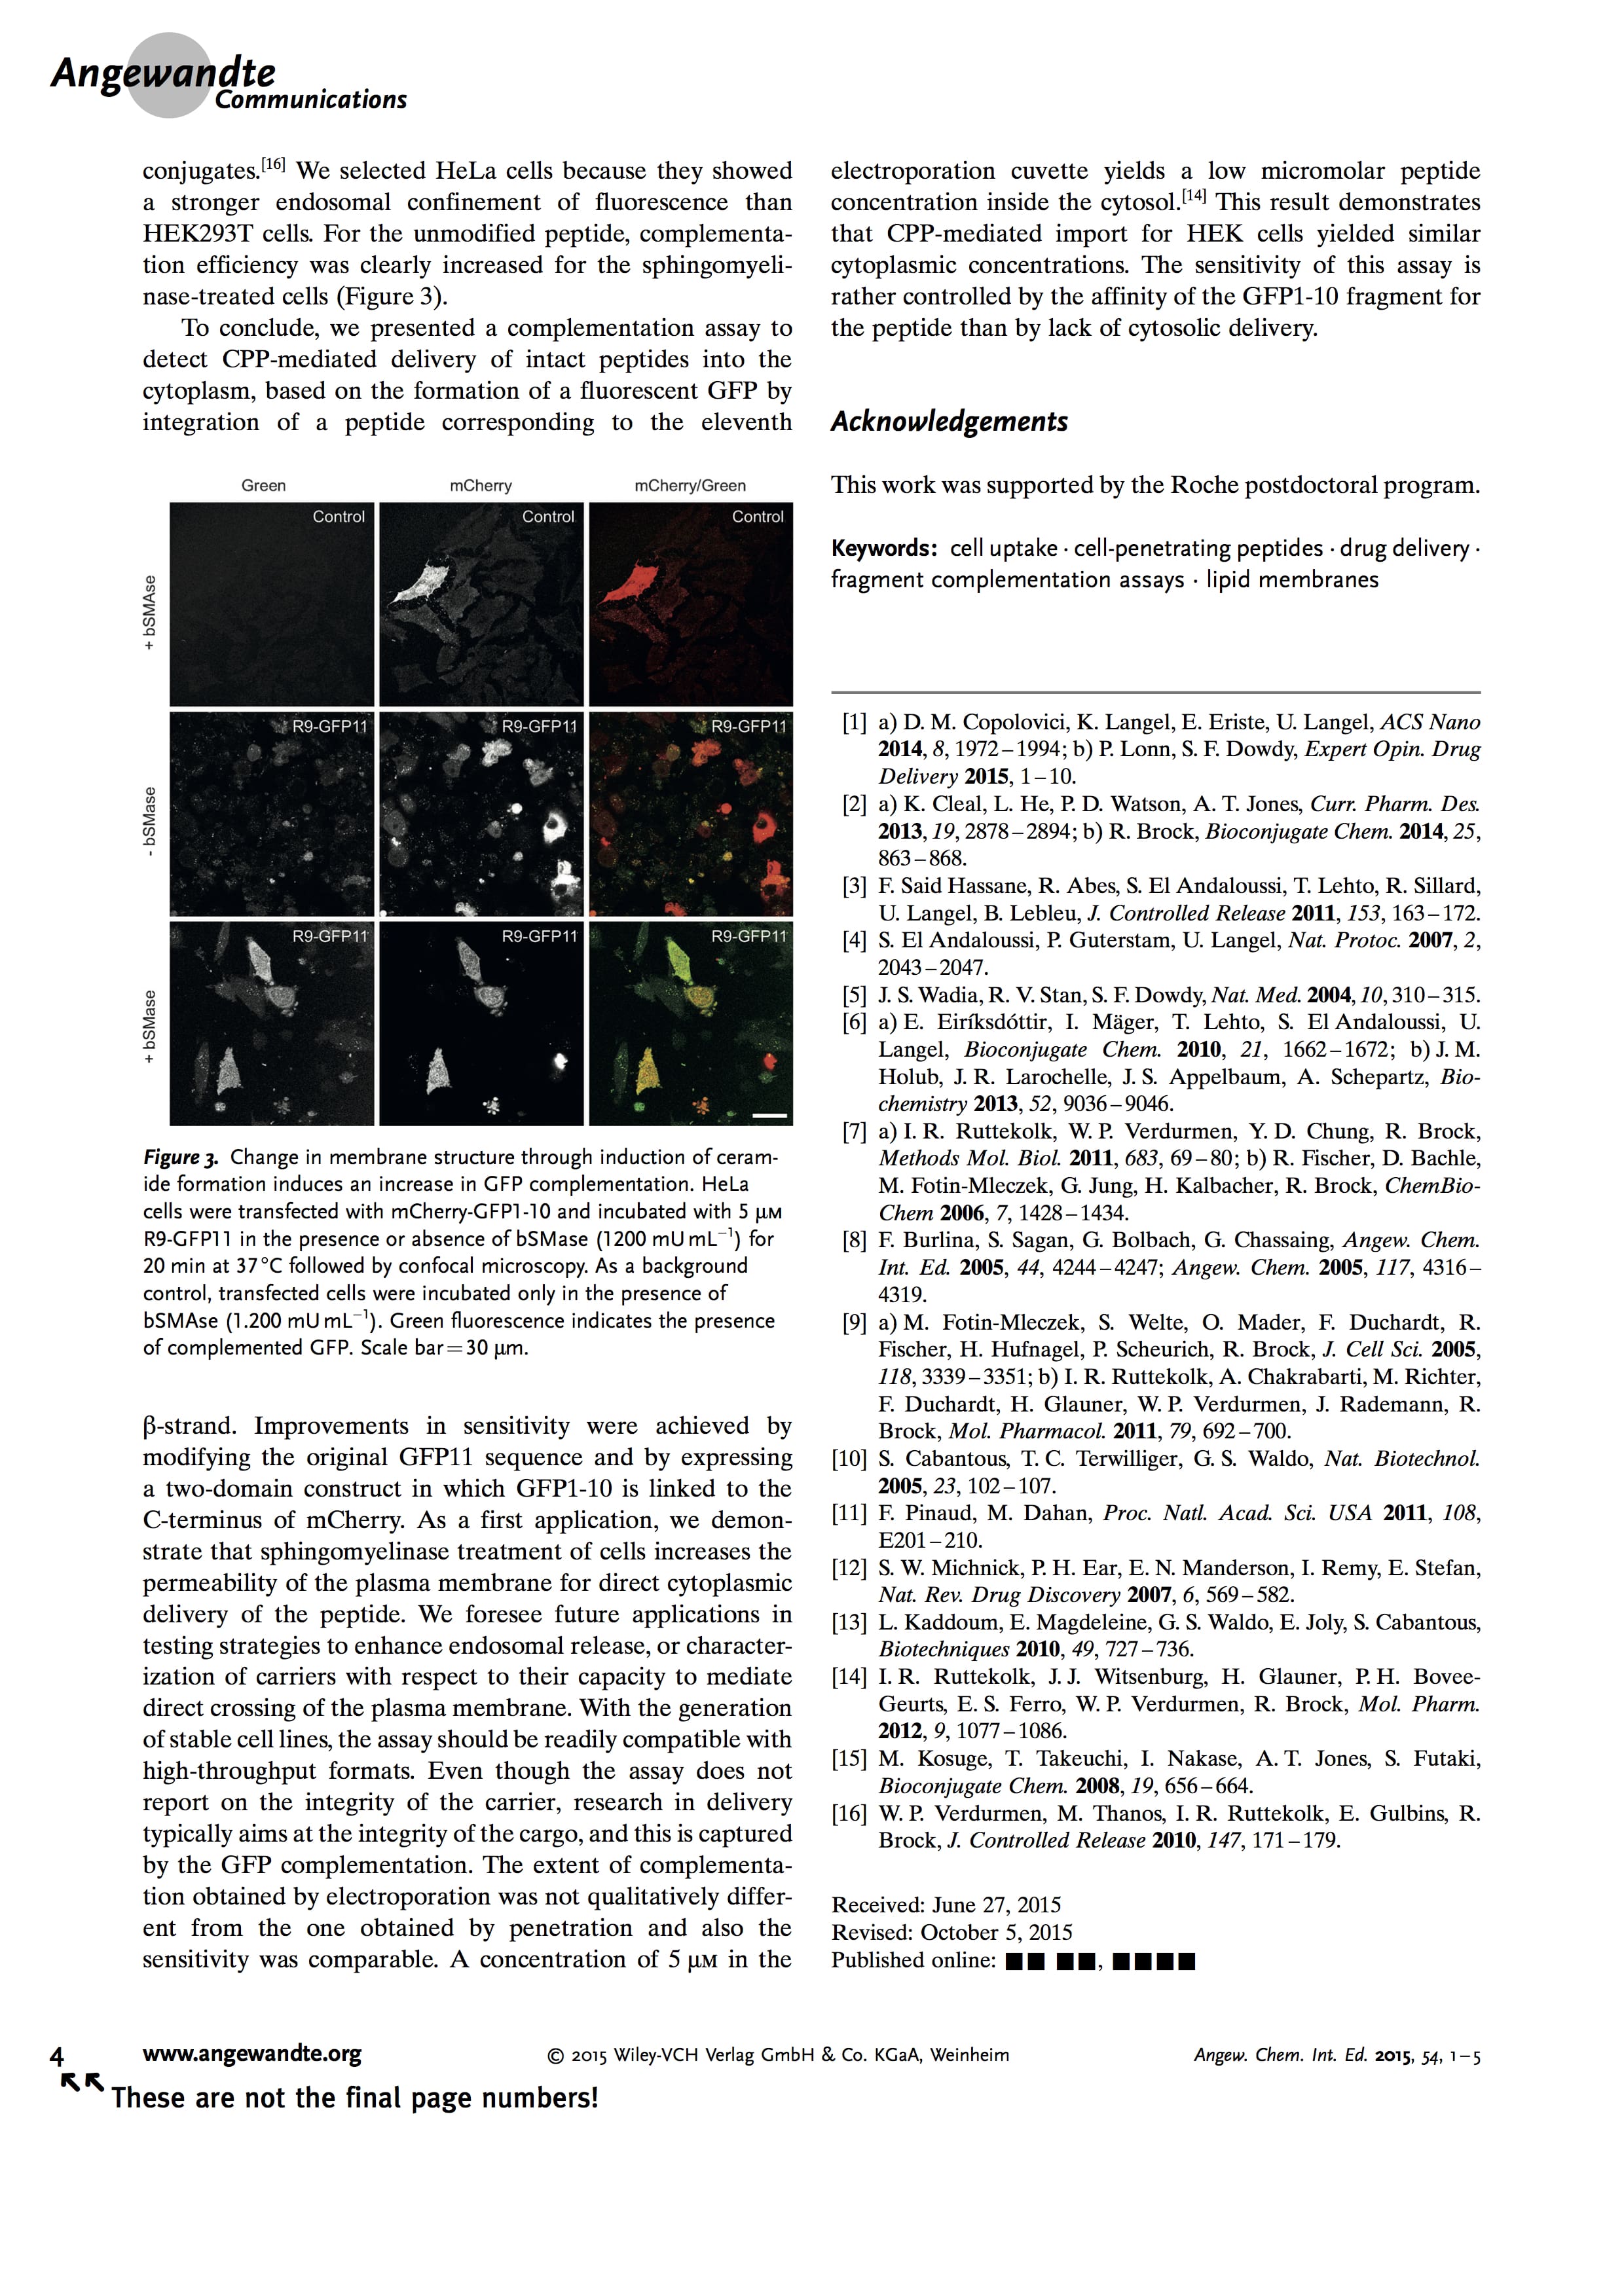 Angewandte
Communications
conjugates.[16] We selected HeLa cells because they showed
a stronger endosomal confinement of fluorescence than
HEK293T cells. For the unmodified peptide, complementa-
tion efficiency was clearly increased for the sphingomyeli-
nase-treated cells (Figure 3).
To conclude, we presented a complementation assay to
detect CPP-mediated delivery of intact peptides into the
cytoplasm, based on the formation of a fluorescent GFP by
integration of a peptide corresponding to the eleventh
Green
mCherry
mCherry/Green
+ bSMAse
Control
Control
Control
- bSMase
R9-GFP11
R9-GFP11
R9-GFP11
+ bSMase
R9-GFP11
R9-GFP11
R9-GFP11
Figure 3. Change in membrane structure through induction of ceram-
ide formation induces an increase in GFP complementation. HeLa
cells were transfected with mCherry-GFP1-10 and incubated with 5 μM
R9-GFP11 in the presence or absence of bSMase (1200 mU mL⁻¹) for
20 min at 37 °C followed by confocal microscopy. As a background
control, transfected cells were incubated only in the presence of
bSMAse (1.200 mU mL⁻¹). Green fluorescence indicates the presence
of complemented GFP. Scale bar = 30 μm.
β-strand. Improvements in sensitivity were achieved by
modifying the original GFP11 sequence and by expressing
a two-domain construct in which GFP1-10 is linked to the
C-terminus of mCherry. As a first application, we demon-
strate that sphingomyelinase treatment of cells increases the
permeability of the plasma membrane for direct cytoplasmic
delivery of the peptide. We foresee future applications in
testing strategies to enhance endosomal release, or character-
ization of carriers with respect to their capacity to mediate
direct crossing of the plasma membrane. With the generation
of stable cell lines, the assay should be readily compatible with
high-throughput formats. Even though the assay does not
report on the integrity of the carrier, research in delivery
typically aims at the integrity of the cargo, and this is captured
by the GFP complementation. The extent of complementa-
tion obtained by electroporation was not qualitatively differ-
ent from the one obtained by penetration and also the
sensitivity was comparable. A concentration of 5 μM in the
electroporation cuvette yields a low micromolar peptide
concentration inside the cytosol.[14] This result demonstrates
that CPP-mediated import for HEK cells yielded similar
cytoplasmic concentrations. The sensitivity of this assay is
rather controlled by the affinity of the GFP1-10 fragment for
the peptide than by lack of cytosolic delivery.
Acknowledgements
This work was supported by the Roche postdoctoral program.
Keywords: cell uptake · cell-penetrating peptides · drug delivery ·
fragment complementation assays · lipid membranes
[1] a) D. M. Copolovici, K. Langel, E. Eriste, U. Langel, ACS Nano
2014, 8, 1972–1994; b) P. Lonn, S. F. Dowdy, Expert Opin. Drug
Delivery 2015, 1–10.
[2] a) K. Cleal, L. He, P. D. Watson, A. T. Jones, Curr. Pharm. Des.
2013, 19, 2878–2894; b) R. Brock, Bioconjugate Chem. 2014, 25,
863–868.
[3] F. Said Hassane, R. Abes, S. El Andaloussi, T. Lehto, R. Sillard,
U. Langel, B. Lebleu, J. Controlled Release 2011, 153, 163–172.
[4] S. El Andaloussi, P. Guterstam, U. Langel, Nat. Protoc. 2007, 2,
2043–2047.
[5] J. S. Wadia, R. V. Stan, S. F. Dowdy, Nat. Med. 2004, 10, 310–315.
[6] a) E. Eiríksdóttir, I. Mäger, T. Lehto, S. El Andaloussi, U.
Langel, Bioconjugate Chem. 2010, 21, 1662–1672; b) J. M.
Holub, J. R. Larochelle, J. S. Appelbaum, A. Schepartz, Bio-
chemistry 2013, 52, 9036–9046.
[7] a) I. R. Ruttekolk, W. P. Verdurmen, Y. D. Chung, R. Brock,
Methods Mol. Biol. 2011, 683, 69–80; b) R. Fischer, D. Bachle,
M. Fotin-Mleczek, G. Jung, H. Kalbacher, R. Brock, ChemBio-
Chem 2006, 7, 1428–1434.
[8] F. Burlina, S. Sagan, G. Bolbach, G. Chassaing, Angew. Chem.
Int. Ed. 2005, 44, 4244–4247; Angew. Chem. 2005, 117, 4316–
4319.
[9] a) M. Fotin-Mleczek, S. Welte, O. Mader, F. Duchardt, R.
Fischer, H. Hufnagel, P. Scheurich, R. Brock, J. Cell Sci. 2005,
118, 3339–3351; b) I. R. Ruttekolk, A. Chakrabarti, M. Richter,
F. Duchardt, H. Glauner, W. P. Verdurmen, J. Rademann, R.
Brock, Mol. Pharmacol. 2011, 79, 692–700.
[10] S. Cabantous, T. C. Terwilliger, G. S. Waldo, Nat. Biotechnol.
2005, 23, 102–107.
[11] F. Pinaud, M. Dahan, Proc. Natl. Acad. Sci. USA 2011, 108,
E201–210.
[12] S. W. Michnick, P. H. Ear, E. N. Manderson, I. Remy, E. Stefan,
Nat. Rev. Drug Discovery 2007, 6, 569–582.
[13] L. Kaddoum, E. Magdeleine, G. S. Waldo, E. Joly, S. Cabantous,
Biotechniques 2010, 49, 727–736.
[14] I. R. Ruttekolk, J. J. Witsenburg, H. Glauner, P. H. Bovee-
Geurts, E. S. Ferro, W. P. Verdurmen, R. Brock, Mol. Pharm.
2012, 9, 1077–1086.
[15] M. Kosuge, T. Takeuchi, I. Nakase, A. T. Jones, S. Futaki,
Bioconjugate Chem. 2008, 19, 656–664.
[16] W. P. Verdurmen, M. Thanos, I. R. Ruttekolk, E. Gulbins, R.
Brock, J. Controlled Release 2010, 147, 171–179.
Received: June 27, 2015
Revised: October 5, 2015
Published online: ■■ ■■, ■■■■
4 www.angewandte.org © 2015 Wiley-VCH Verlag GmbH & Co. KGaA, Weinheim Angew. Chem. Int. Ed. 2015, 54, 1–5
These are not the final page numbers!